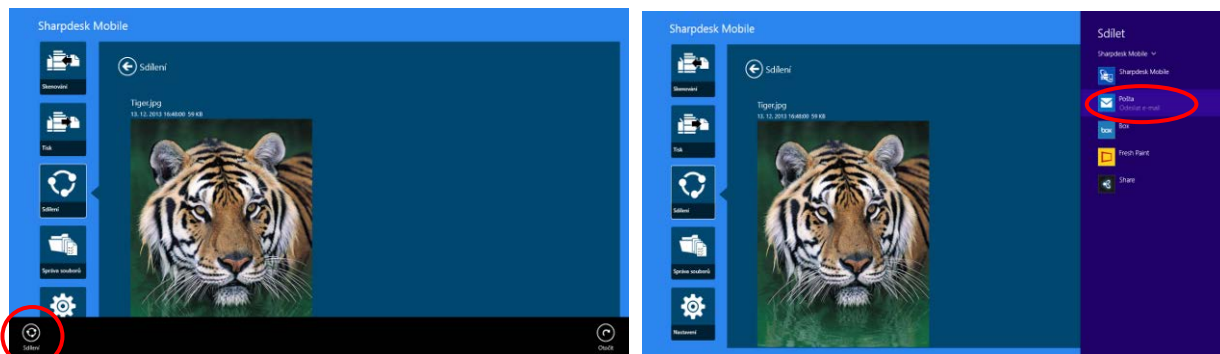 Sharpdesk Mobile
Skenování
Tisk
Sdílení
Správa souborů
Sdílení
Tiger.jpg
13. 12. 2013 16:48:00 59 KB
Sdílení
Otočit
Sharpdesk Mobile
Skenování
Tisk
Sdílení
Správa souborů
Nastavení
Sdílení
Tiger.jpg
13. 12. 2013 16:48:00 59 KB
Sdílet
Sharpdesk Mobile
Sharpdesk Mobile
Pošta
Odeslat e-mail
box
Box
Fresh Paint
Share